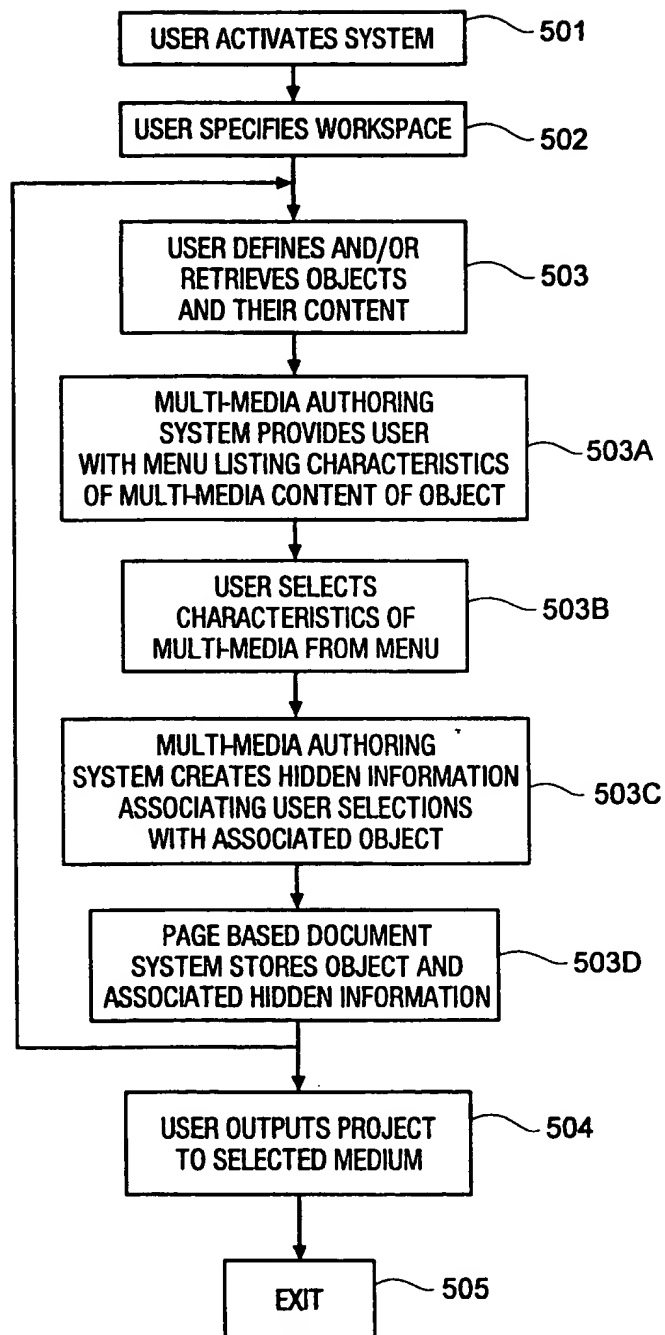 USER ACTIVATES SYSTEM
501
USER SPECIFIES WORKSPACE
502
USER DEFINES AND/OR
RETRIEVES OBJECTS
AND THEIR CONTENT
503
MULTI-MEDIA AUTHORING
SYSTEM PROVIDES USER
WITH MENU LISTING CHARACTERISTICS
OF MULTI-MEDIA CONTENT OF OBJECT
503A
USER SELECTS
CHARACTERISTICS OF
MULTI-MEDIA FROM MENU
503B
MULTI-MEDIA AUTHORING
SYSTEM CREATES HIDDEN INFORMATION
ASSOCIATING USER SELECTIONS
WITH ASSOCIATED OBJECT
503C
PAGE BASED DOCUMENT
SYSTEM STORES OBJECT AND
ASSOCIATED HIDDEN INFORMATION
503D
USER OUTPUTS PROJECT
TO SELECTED MEDIUM
504
EXIT
505